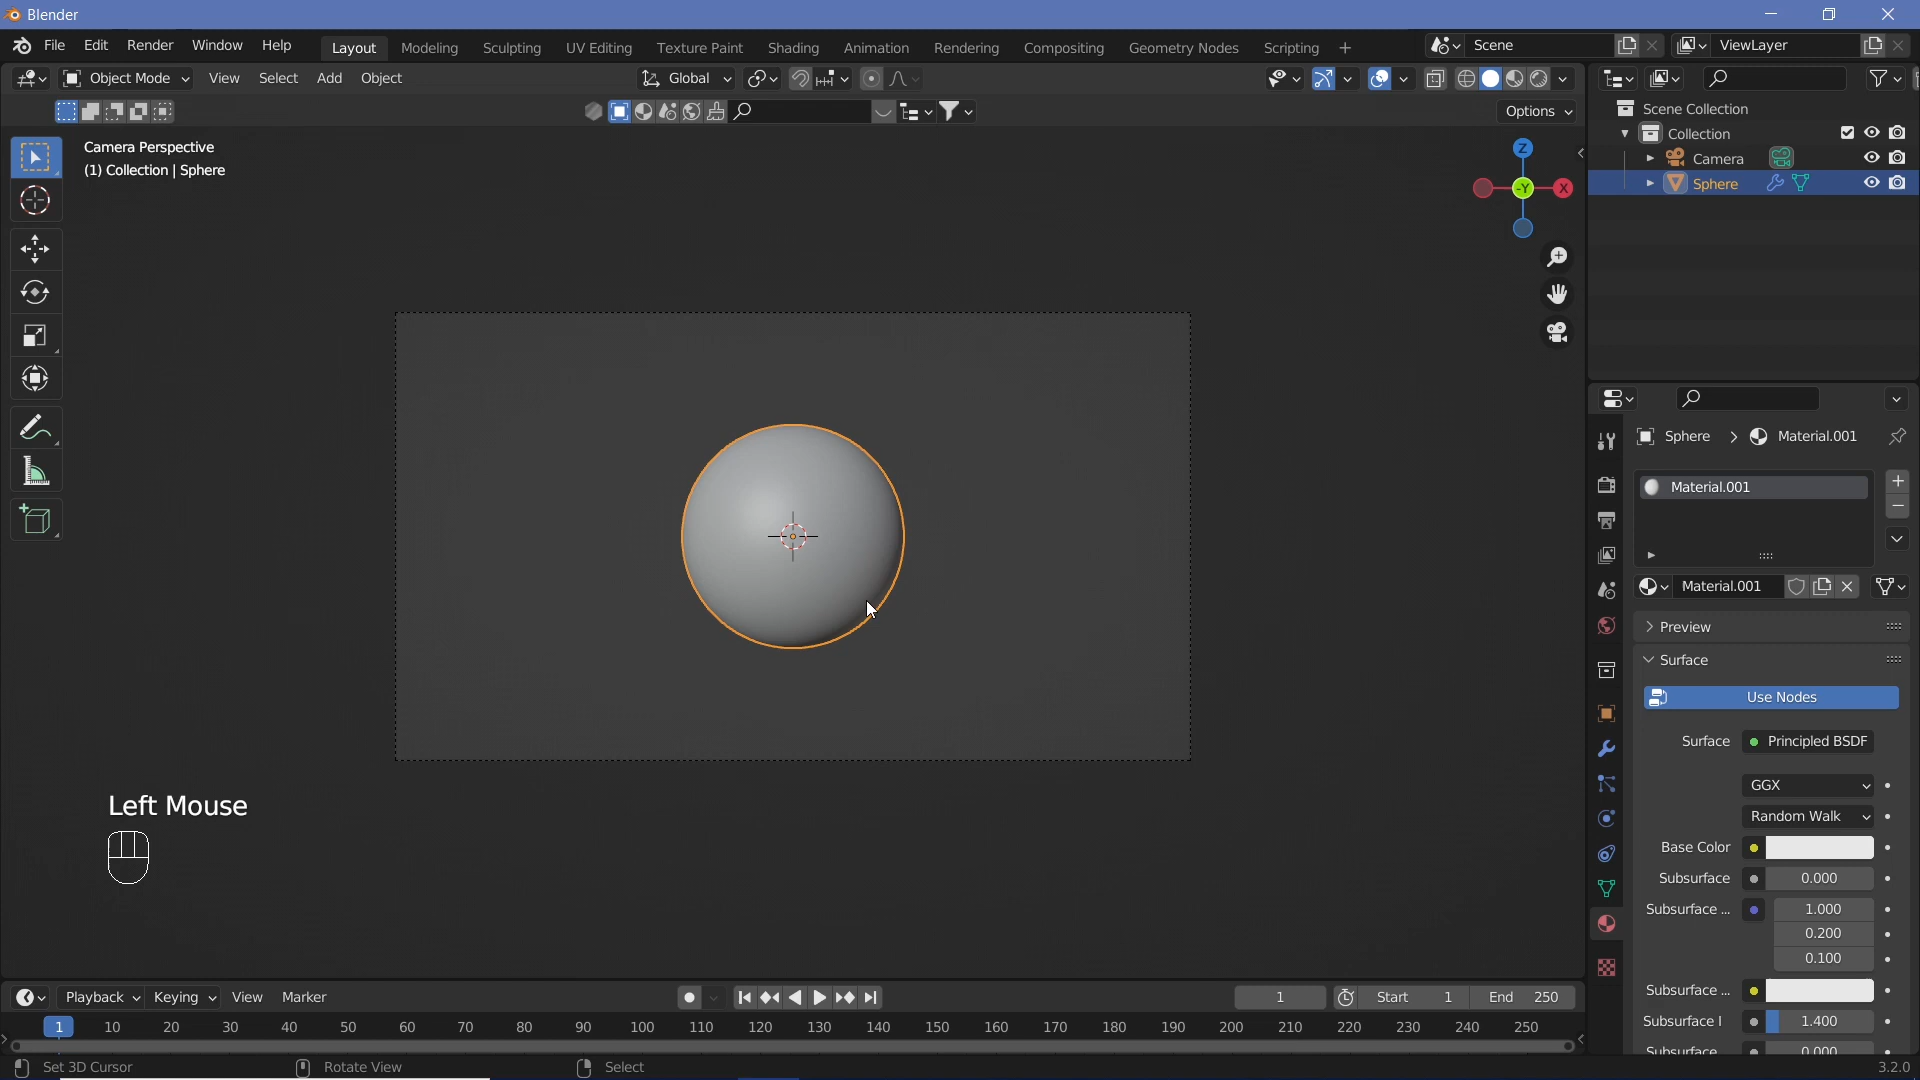 Blender
File Edit Render Window Help
Layout Modeling Sculpting UV Editing Texture Paint Shading Animation Rendering Compositing Geometry Nodes Scripting +
Scene
ViewLayer
Object Mode View Select Add Object
Global
Options
Camera Perspective
(1) Collection | Sphere
Z
-Y
X
Scene Collection
Collection
Camera
Sphere
Sphere > Material.001
Material.001
Material.001
Preview
Surface
Use Nodes
Surface Principled BSDF
GGX
Random Walk
Base Color
Subsurface 0.000
Subsurface ... 1.000
0.200
0.100
Subsurface ...
Subsurface I 1.400
Subsurface 0.000
Left Mouse
Playback Keying View Marker
1
Start 1
End 250
1 10 20 30 40 50 60 70 80 90 100 110 120 130 140 150 160 170 180 190 200 210 220 230 240 250
Set 3D Cursor
Rotate View
Select
3.2.0